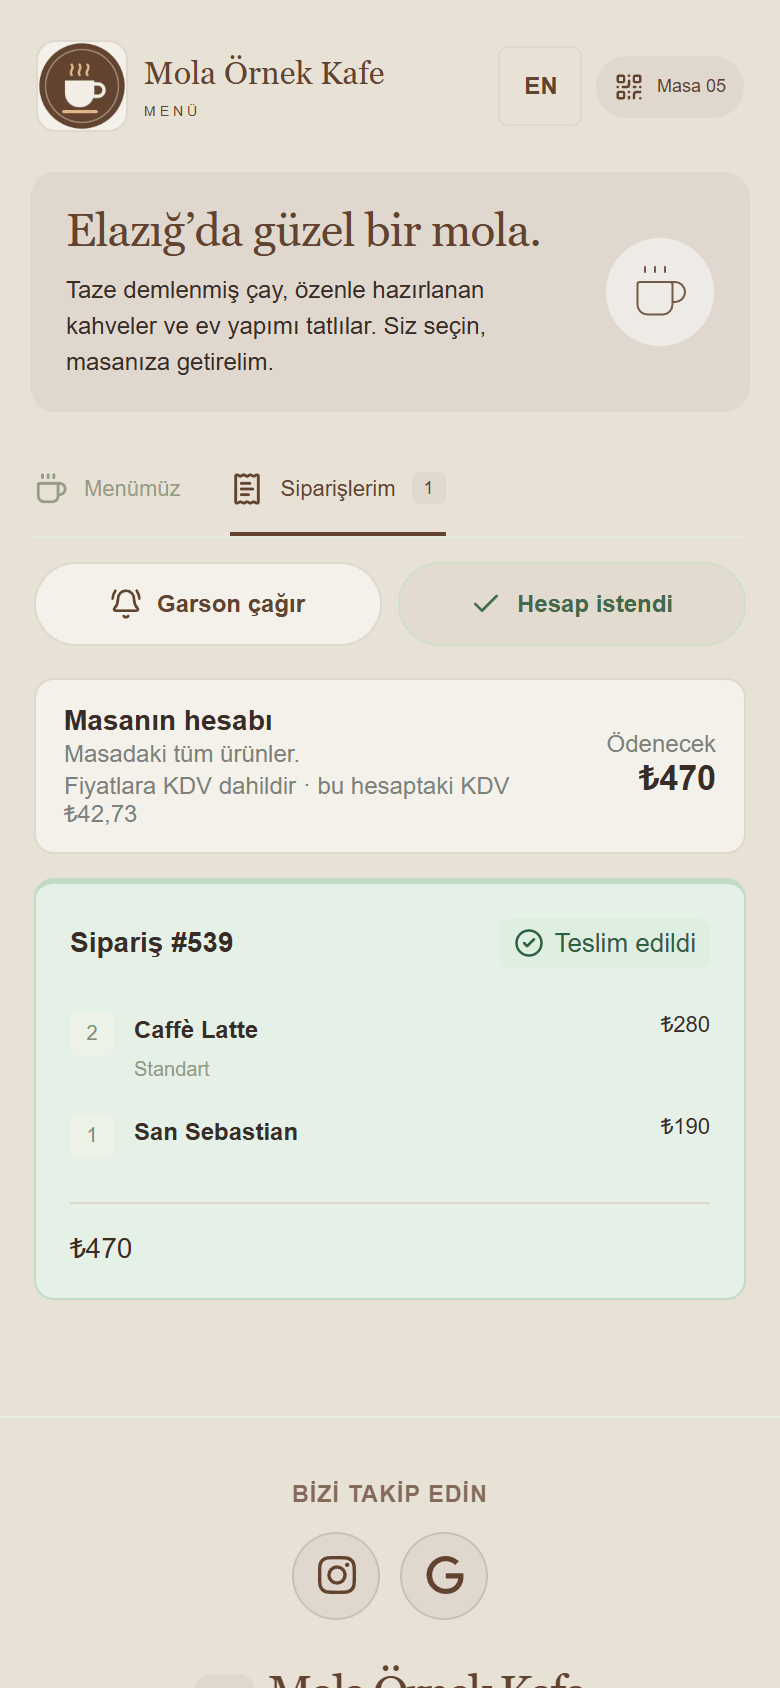 Mola Örnek Kafe
MENÜ
EN
Masa 05
Elazığ’da güzel bir mola.
Taze demlenmiş çay, özenle hazırlanan
kahveler ve ev yapımı tatlılar. Siz seçin,
masanıza getirelim.
Menümüz
Siparişlerim 1
Garson çağır
Hesap istendi
Masanın hesabı
Masadaki tüm ürünler.
Fiyatlara KDV dahildir · bu hesaptaki KDV
₺42,73
Ödenecek
₺470
Sipariş #539
Teslim edildi
2 Caffè Latte ₺280
Standart
1 San Sebastian ₺190
₺470
BİZİ TAKİP EDİN
Mola Örnek Kafe